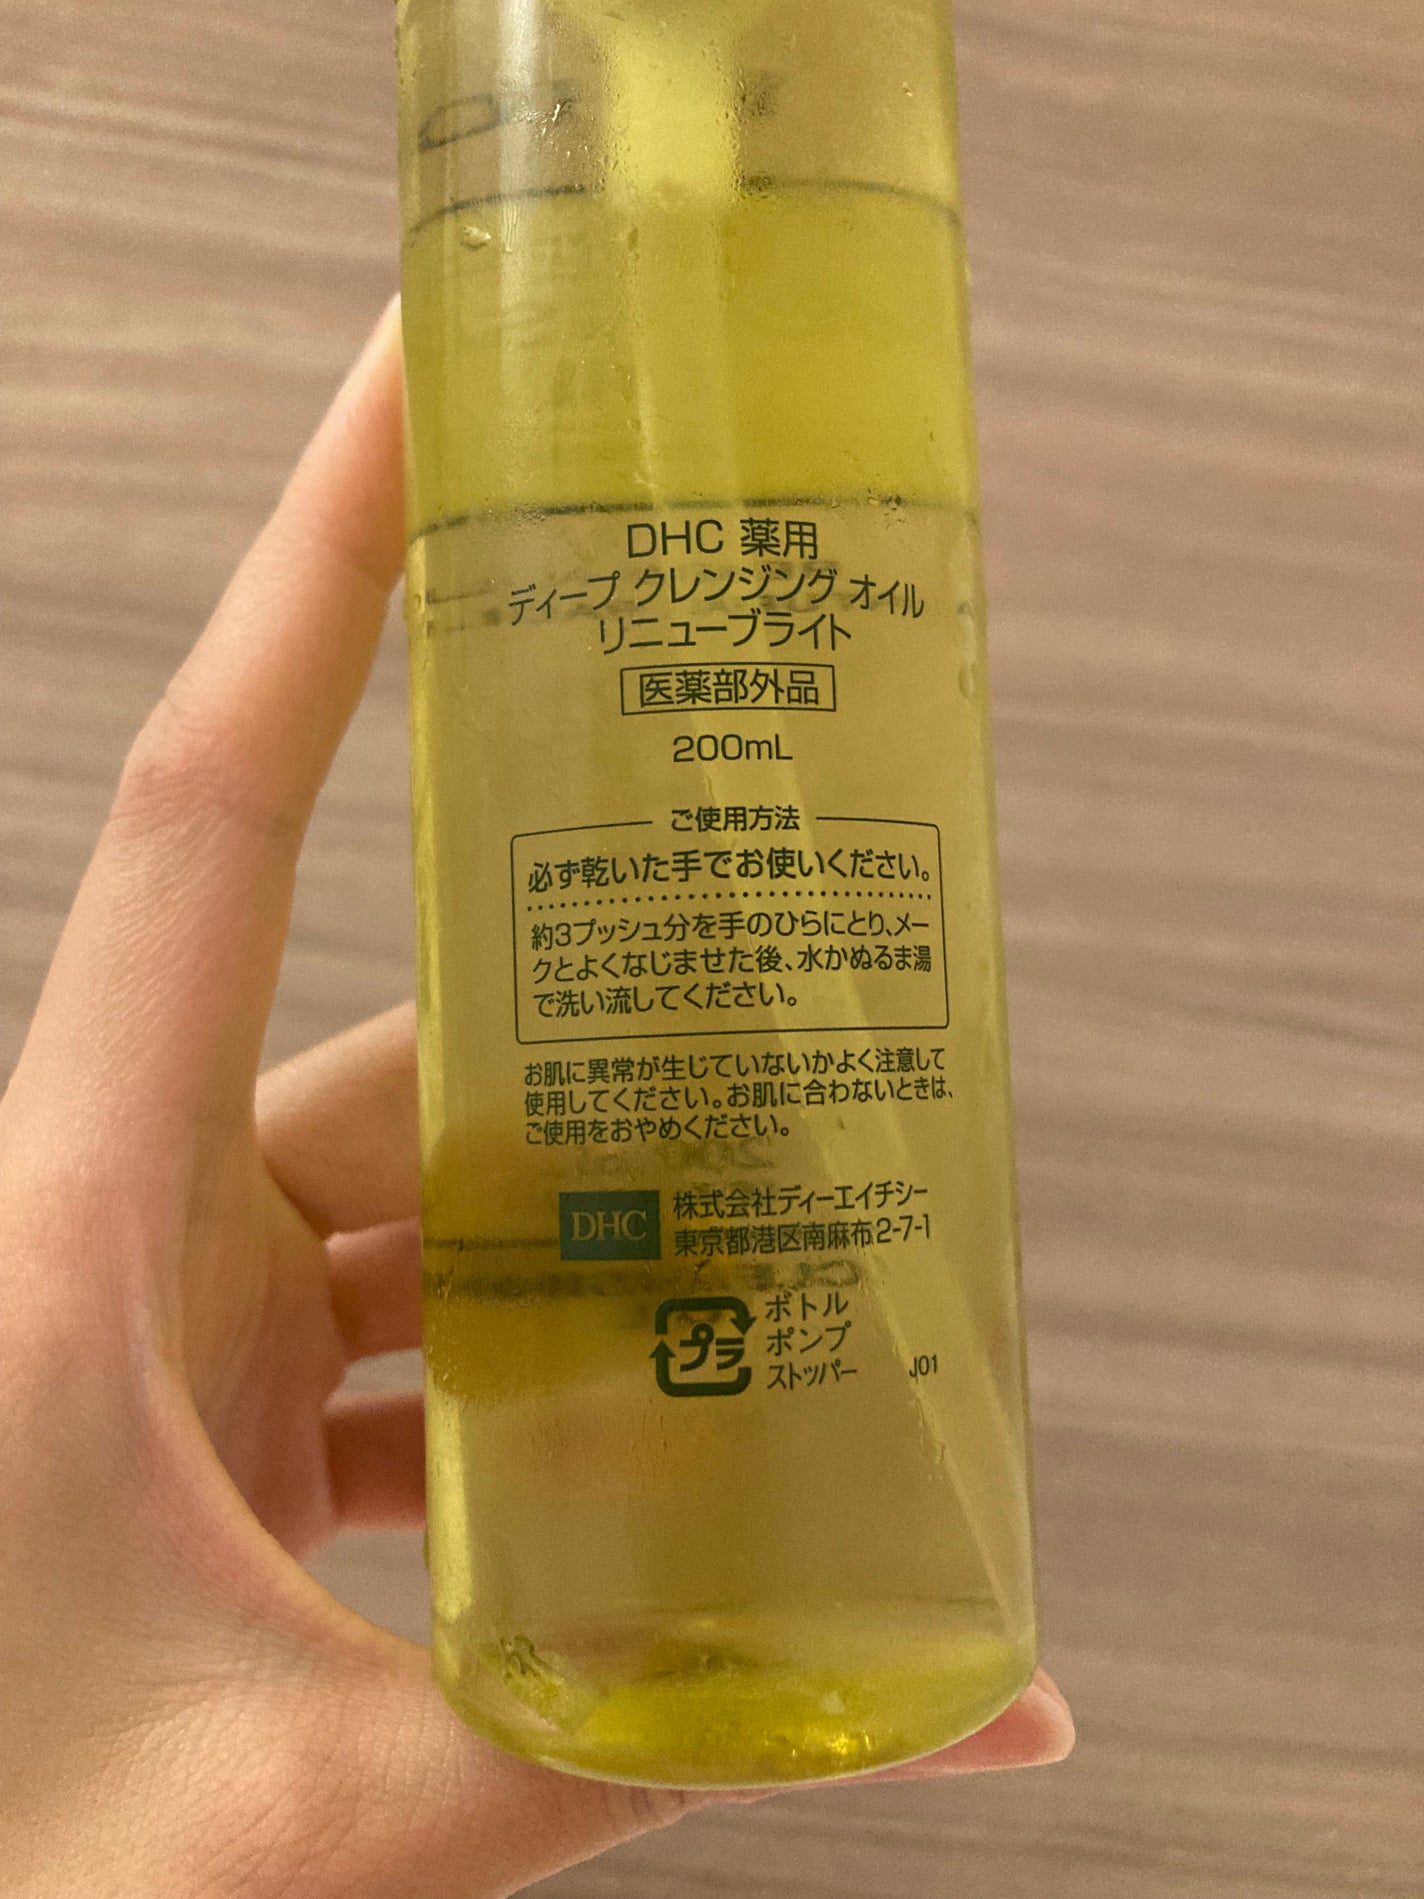 DHC 薬用
ディープ クレンジング オイル
リニューブライト
医薬部外品
200mL
ご使用方法
必ず乾いた手でお使いください。
約3プッシュ分を手のひらにとり、メー
クとよくなじませた後、水かぬるま湯
で洗い流してください。
お肌に異常が生じていないかよく注意して
使用してください。お肌に合わないときは、
ご使用をおやめください。
DHC
株式会社ディーエイチシー
東京都港区南麻布2-7-1
プラ
ボトル
ポンプ
ストッパー
J01